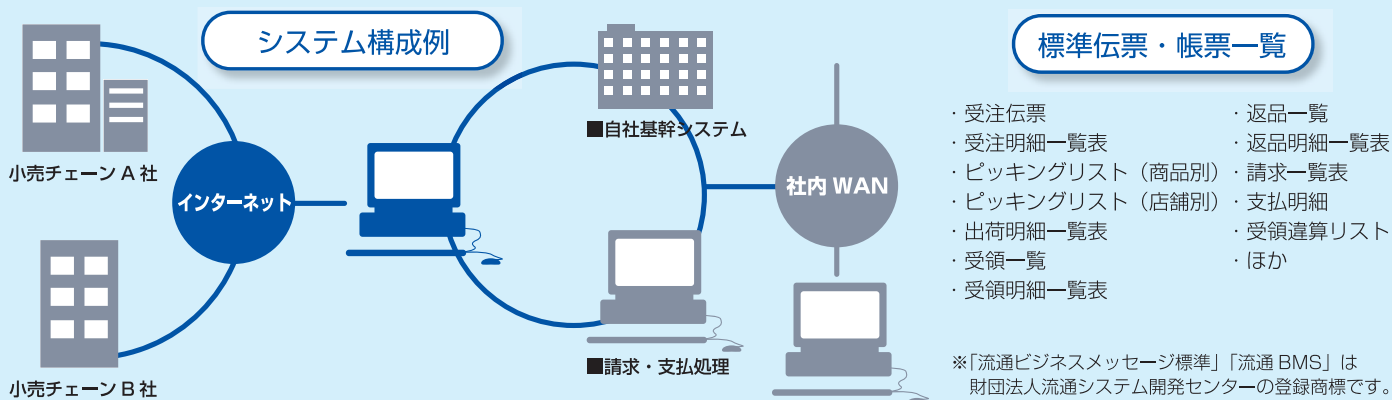 システム構成例
小売チェーン A 社
インターネット
小売チェーン B 社
■自社基幹システム
■請求・支払処理
社内 WAN
標準伝票・帳票一覧
・受注伝票
・受注明細一覧表
・ピッキングリスト（商品別）
・ピッキングリスト（店舗別）
・出荷明細一覧表
・受領一覧
・受領明細一覧表
・返品一覧
・返品明細一覧表
・請求一覧表
・支払明細
・受領違算リスト
・ほか
※「流通ビジネスメッセージ標準」「流通 BMS」は
財団法人流通システム開発センターの登録商標です。